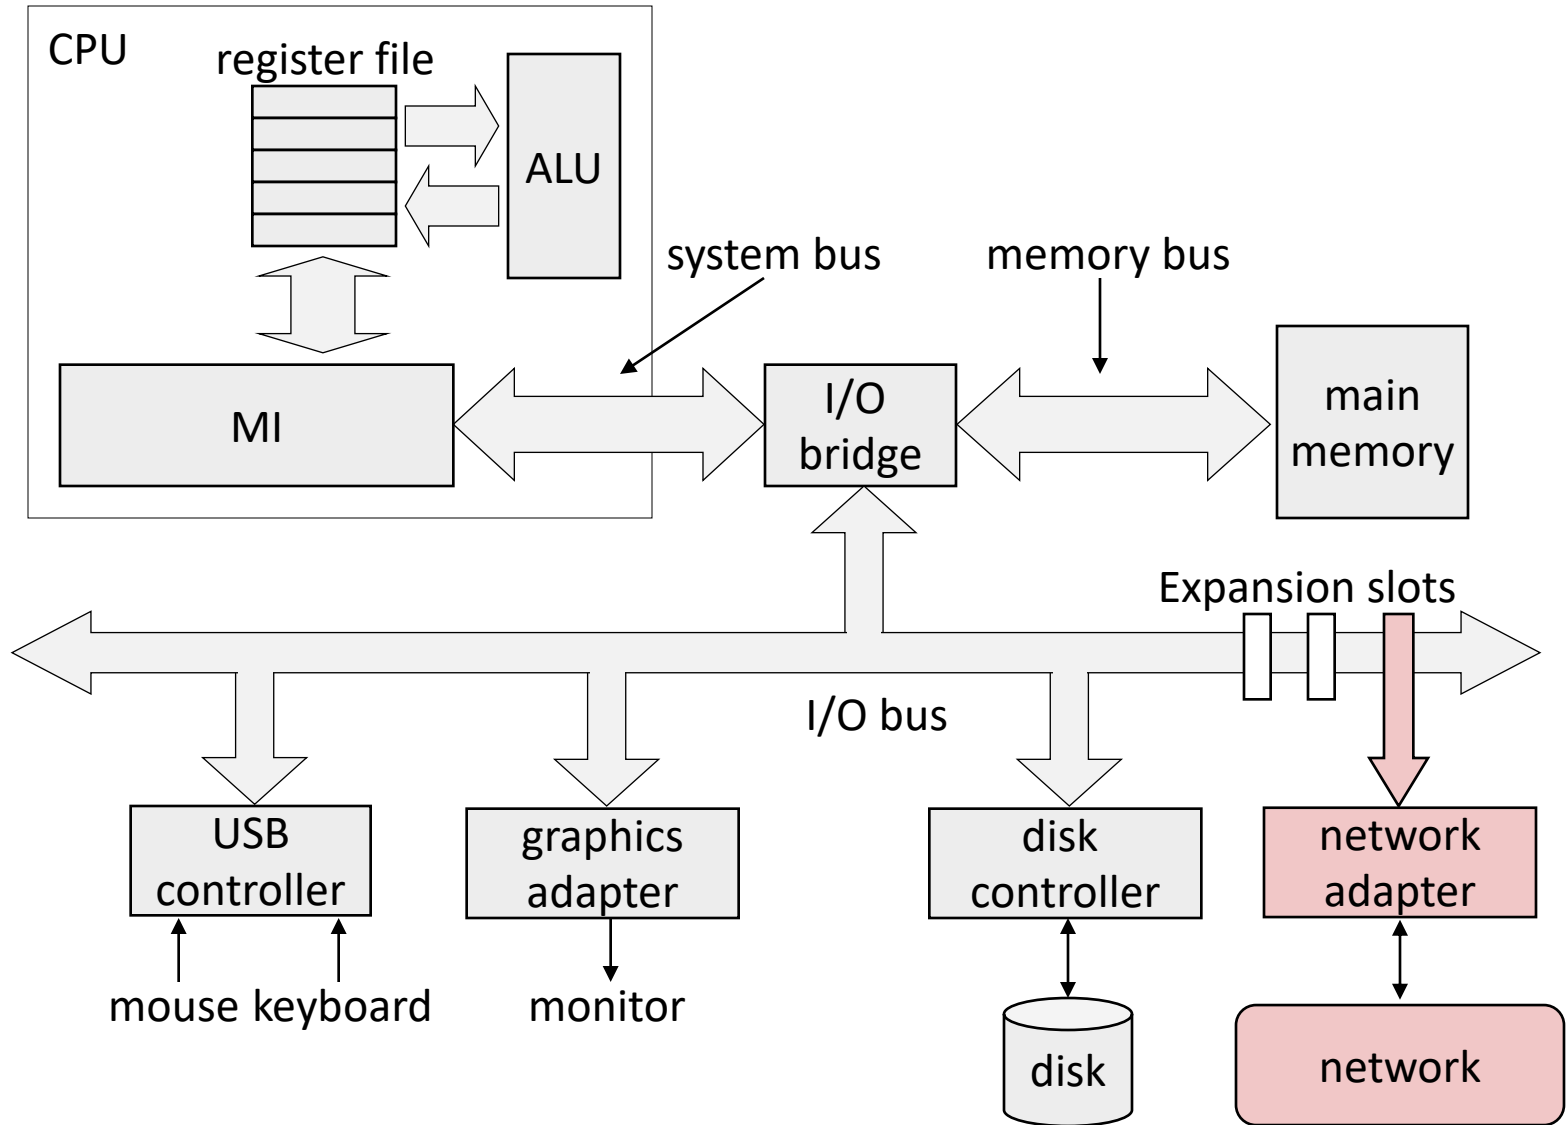 CPU
register file
ALU
system bus
memory bus
MI
I/O
bridge
main
memory
Expansion slots
I/O bus
USB
controller
graphics
adapter
disk
controller
network
adapter
mouse keyboard
monitor
disk
network